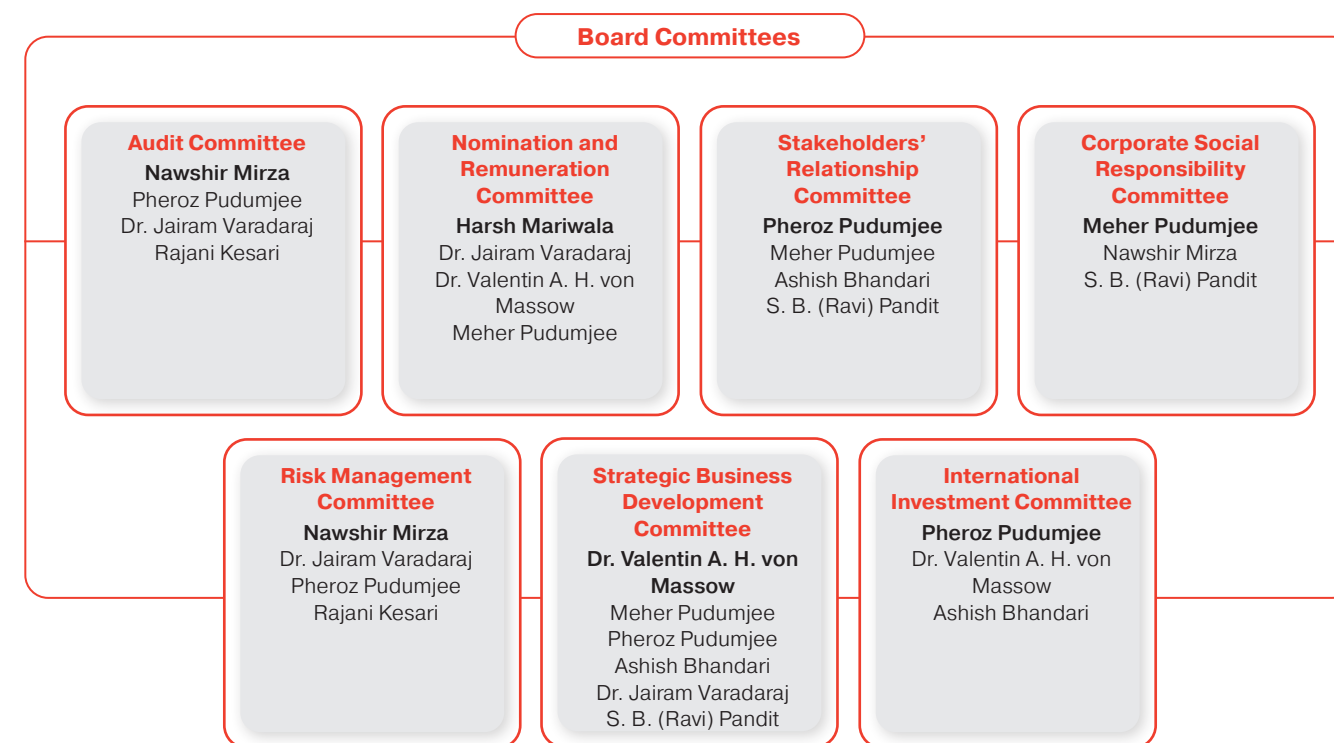 Board Committees
Audit Committee
Nawshir Mirza
Pheroz Pudumjee
Dr. Jairam Varadaraj
Rajani Kesari
Nomination and
Remuneration
Committee
Harsh Mariwala
Dr. Jairam Varadaraj
Dr. Valentin A. H. von
Massow
Meher Pudumjee
Stakeholders’
Relationship
Committee
Pheroz Pudumjee
Meher Pudumjee
Ashish Bhandari
S. B. (Ravi) Pandit
Corporate Social
Responsibility
Committee
Meher Pudumjee
Nawshir Mirza
S. B. (Ravi) Pandit
Risk Management
Committee
Nawshir Mirza
Dr. Jairam Varadaraj
Pheroz Pudumjee
Rajani Kesari
Strategic Business
Development
Committee
Dr. Valentin A. H. von
Massow
Meher Pudumjee
Pheroz Pudumjee
Ashish Bhandari
Dr. Jairam Varadaraj
S. B. (Ravi) Pandit
International
Investment Committee
Pheroz Pudumjee
Dr. Valentin A. H. von
Massow
Ashish Bhandari